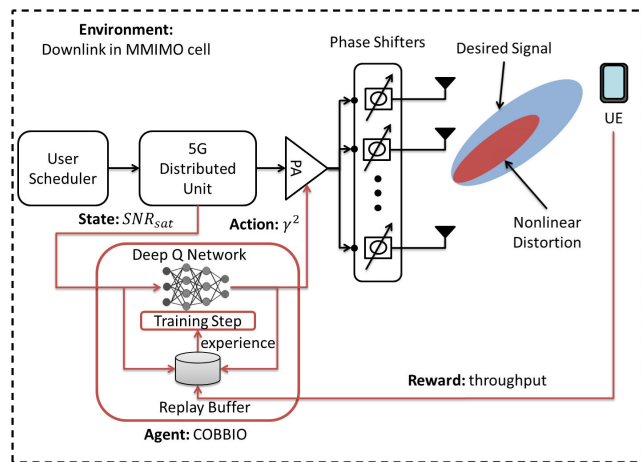 Environment:
Downlink in MMIMO cell
Phase Shifters
Desired Signal
UE
User
Scheduler
5G
Distributed
Unit
PA
State: SNR_sat
Action: γ²
Nonlinear
Distortion
Deep Q Network
Training Step
experience
Replay Buffer
Reward: throughput
Agent: COBBIO